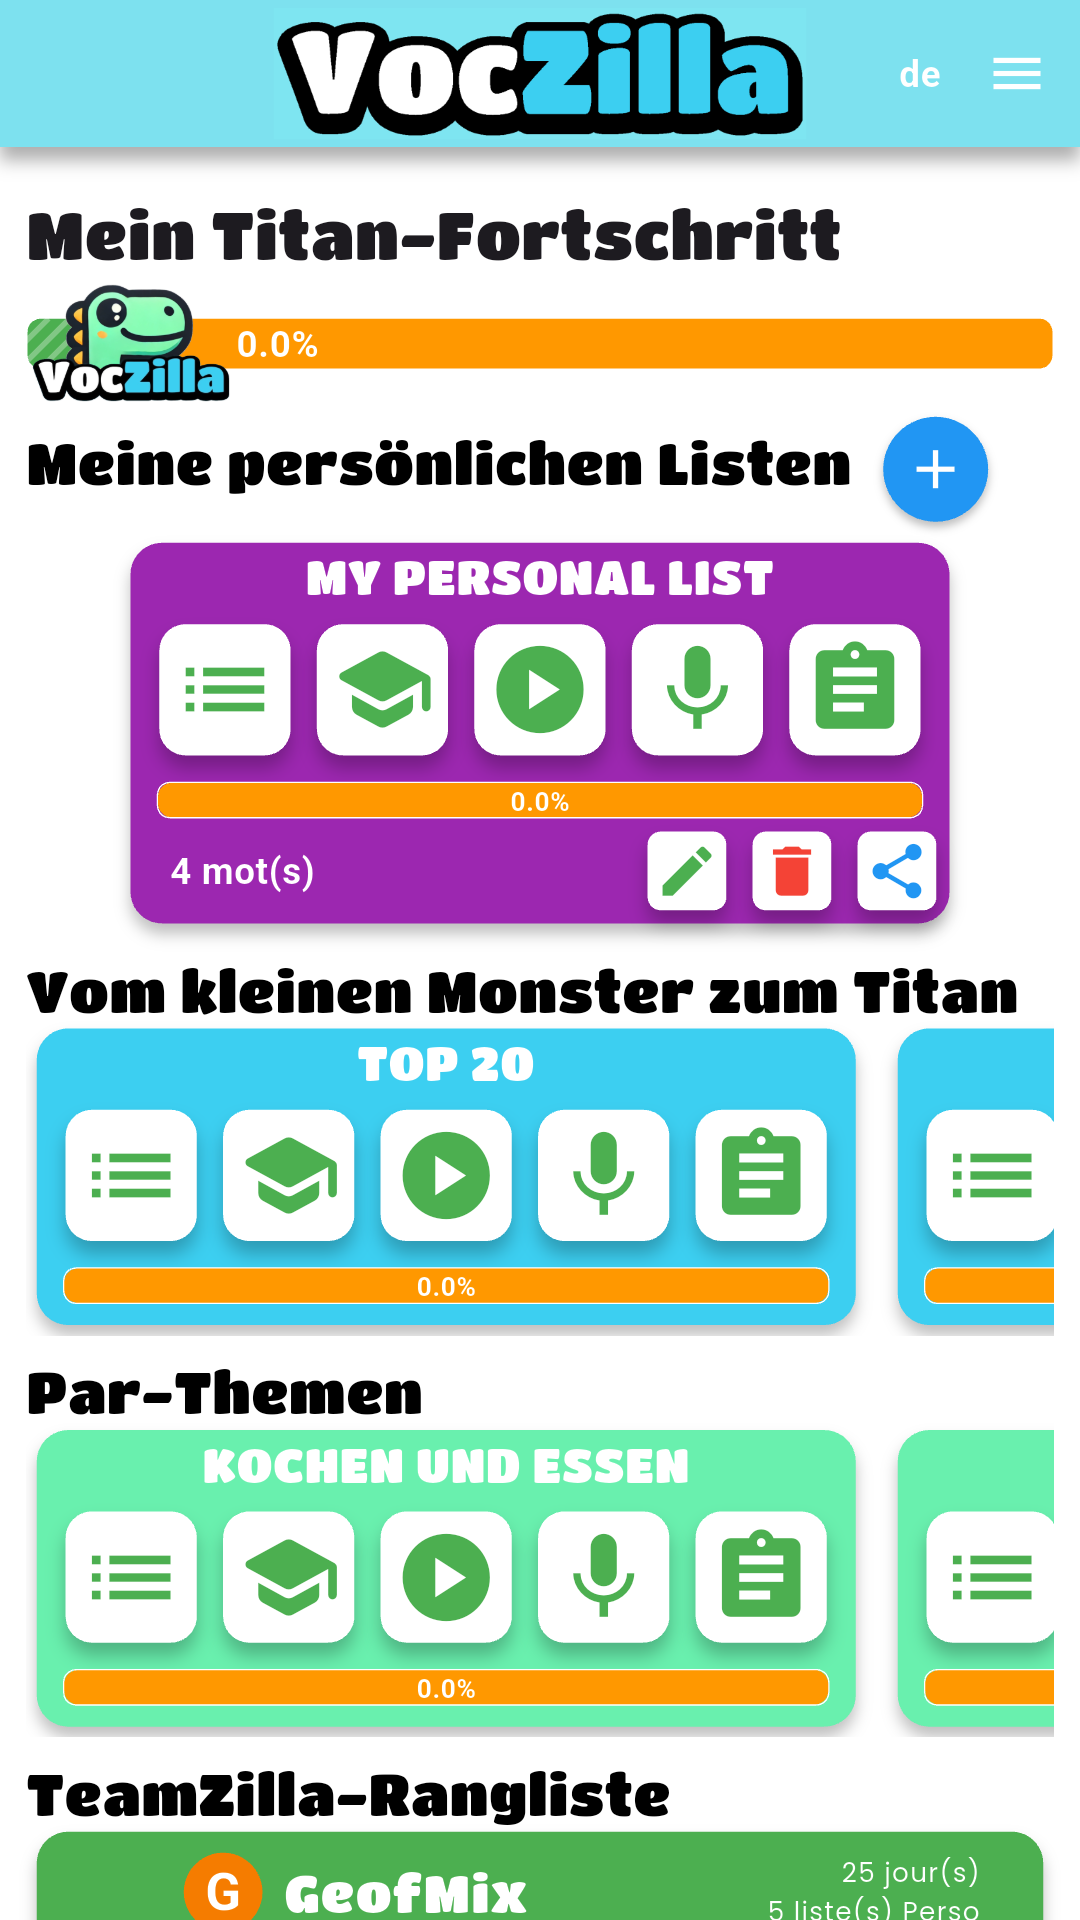 VocZilla
de
Mein Titan-Fortschritt
VocZilla
0.0%
Meine persönlichen Listen
MY PERSONAL LIST
0.0%
4 mot(s)
Vom kleinen Monster zum Titan
TOP 20
0.0%
Par-Themen
KOCHEN UND ESSEN
0.0%
TeamZilla-Rangliste
G
GeofMix
25 jour(s)
5 liste(s) Perso